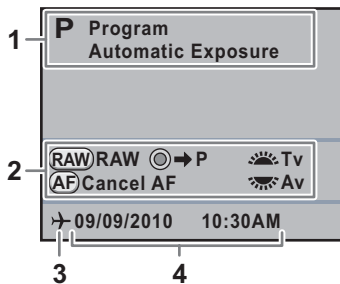 1
P Program
Automatic Exposure
2
RAW RAW ➔ P Tv
AF Cancel AF Av
09/09/2010 10:30AM
3 4